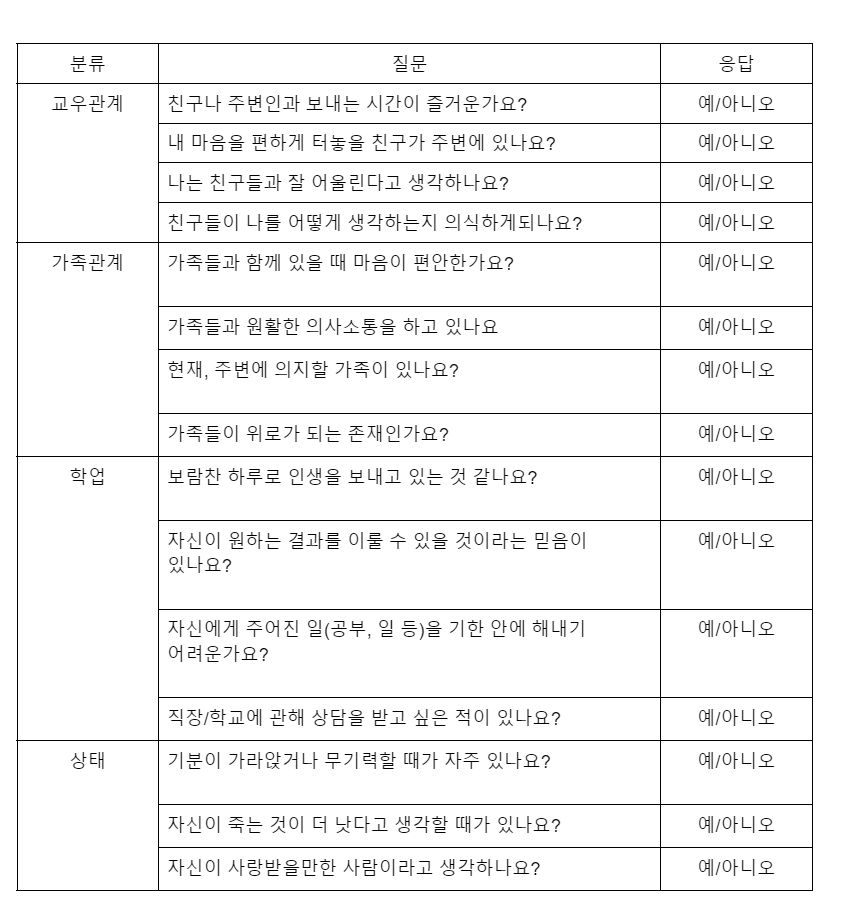 분류 질문 응답
교우관계 친구나 주변인과 보내는 시간이 즐거운가요? 예/아니오
내 마음을 편하게 터놓을 친구가 주변에 있나요? 예/아니오
나는 친구들과 잘 어울린다고 생각하나요? 예/아니오
친구들이 나를 어떻게 생각하는지 의식하게되나요? 예/아니오
가족관계 가족들과 함께 있을 때 마음이 편안한가요? 예/아니오
가족들과 원활한 의사소통을 하고 있나요 예/아니오
현재, 주변에 의지할 가족이 있나요? 예/아니오
가족들이 위로가 되는 존재인가요? 예/아니오
학업 보람찬 하루로 인생을 보내고 있는 것 같나요? 예/아니오
자신이 원하는 결과를 이룰 수 있을 것이라는 믿음이 예/아니오
있나요?
자신에게 주어진 일(공부, 일 등)을 기한 안에 해내기 예/아니오
어려운가요?
직장/학교에 관해 상담을 받고 싶은 적이 있나요? 예/아니오
상태 기분이 가라앉거나 무기력할 때가 자주 있나요? 예/아니오
자신이 죽는 것이 더 낫다고 생각할 때가 있나요? 예/아니오
자신이 사랑받을만한 사람이라고 생각하나요? 예/아니오